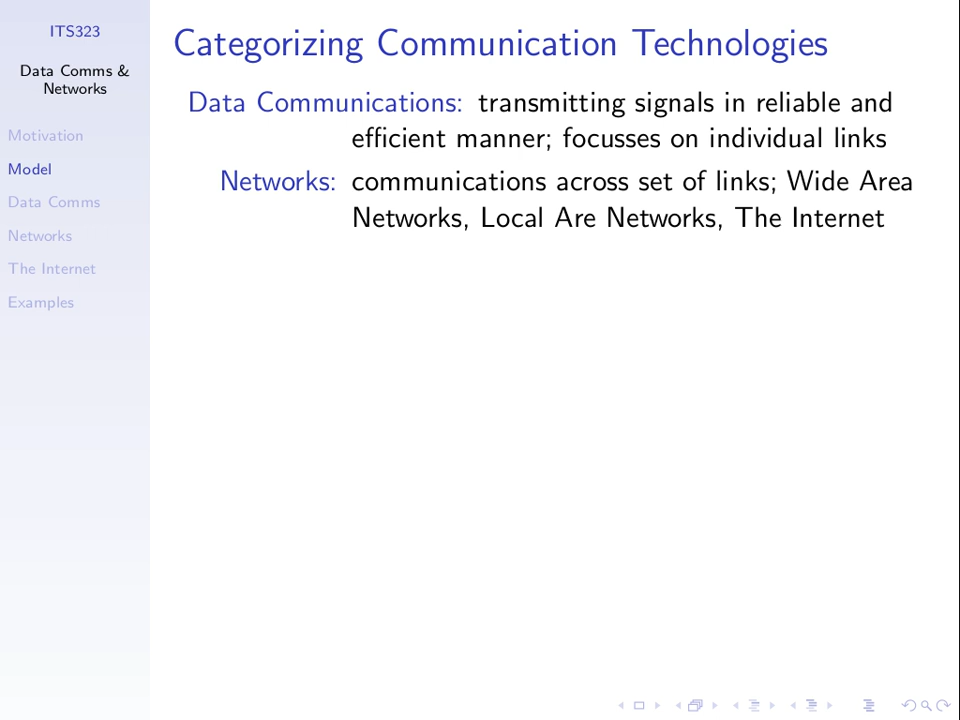 ITS323
Data Comms &
Networks
Motivation
Model
Data Comms
Networks
The Internet
Examples
Categorizing Communication Technologies
Data Communications: transmitting signals in reliable and
efficient manner; focusses on individual links
Networks: communications across set of links; Wide Area
Networks, Local Are Networks, The Internet